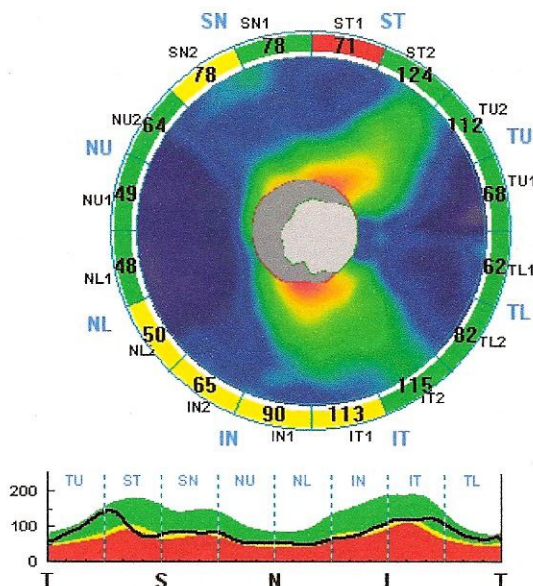 SN SN1 ST1 ST
SN2 78 71 ST2
78 124
NU2 64 112 TU2
NU TU
NU1 49 68 TU1
NL1 48 62 TL1
NL 50 82 TL
NL2 TL2
IN2 65 115 IT2
90 113
IN IN1 IT1 IT
TU ST SN NU NL IN IT TL
200
100
0
T S N I T